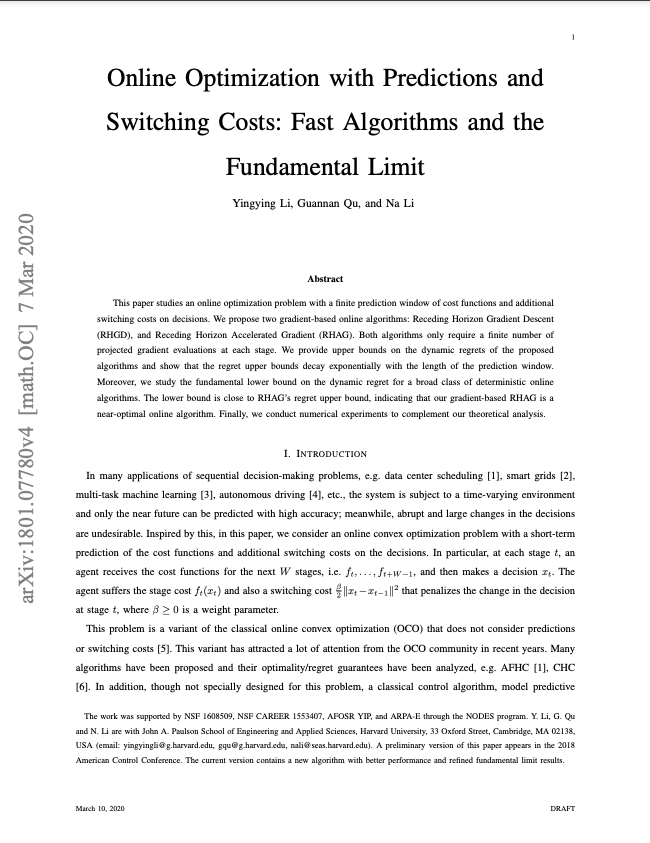 1
Online Optimization with Predictions and
Switching Costs: Fast Algorithms and the
Fundamental Limit
Yingying Li, Guannan Qu, and Na Li
arXiv:1801.07780v4 [math.OC] 7 Mar 2020
Abstract
This paper studies an online optimization problem with a finite prediction window of cost functions and additional
switching costs on decisions. We propose two gradient-based online algorithms: Receding Horizon Gradient Descent
(RHGD), and Receding Horizon Accelerated Gradient (RHAG). Both algorithms only require a finite number of
projected gradient evaluations at each stage. We provide upper bounds on the dynamic regrets of the proposed
algorithms and show that the regret upper bounds decay exponentially with the length of the prediction window.
Moreover, we study the fundamental lower bound on the dynamic regret for a broad class of deterministic online
algorithms. The lower bound is close to RHAG's regret upper bound, indicating that our gradient-based RHAG is a
near-optimal online algorithm. Finally, we conduct numerical experiments to complement our theoretical analysis.
I. INTRODUCTION
In many applications of sequential decision-making problems, e.g. data center scheduling [1], smart grids [2],
multi-task machine learning [3], autonomous driving [4], etc., the system is subject to a time-varying environment
and only the near future can be predicted with high accuracy; meanwhile, abrupt and large changes in the decisions
are undesirable. Inspired by this, in this paper, we consider an online convex optimization problem with a short-term
prediction of the cost functions and additional switching costs on the decisions. In particular, at each stage t, an
agent receives the cost functions for the next W stages, i.e. f_t, . . . , f_{t+W−1}, and then makes a decision x_t. The
agent suffers the stage cost f_t(x_t) and also a switching cost β/2 ‖x_t − x_{t−1}‖² that penalizes the change in the decision
at stage t, where β ≥ 0 is a weight parameter.
This problem is a variant of the classical online convex optimization (OCO) that does not consider predictions
or switching costs [5]. This variant has attracted a lot of attention from the OCO community in recent years. Many
algorithms have been proposed and their optimality/regret guarantees have been analyzed, e.g. AFHC [1], CHC
[6]. In addition, though not specially designed for this problem, a classical control algorithm, model predictive
The work was supported by NSF 1608509, NSF CAREER 1553407, AFOSR YIP, and ARPA-E through the NODES program. Y. Li, G. Qu
and N. Li are with John A. Paulson School of Engineering and Applied Sciences, Harvard University, 33 Oxford Street, Cambridge, MA 02138,
USA (email: yingyingli@g.harvard.edu, gqu@g.harvard.edu, nali@seas.harvard.edu). A preliminary version of this paper appears in the 2018
American Control Conference. The current version contains a new algorithm with better performance and refined fundamental limit results.
March 10, 2020 DRAFT